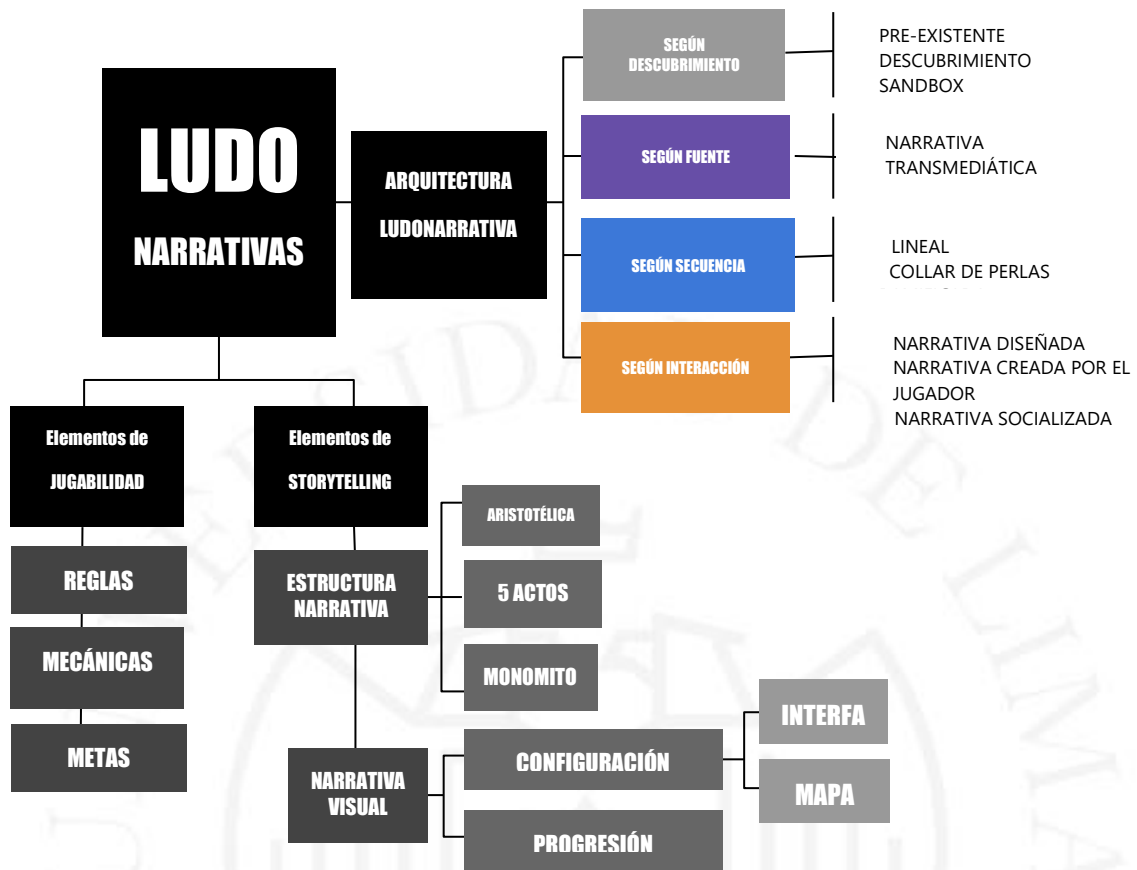 LUDO
NARRATIVAS
ARQUITECTURA
LUDONARRATIVA
SEGÚN
DESCUBRIMIENTO
PRE-EXISTENTE
DESCUBRIMIENTO
SANDBOX
SEGÚN FUENTE
NARRATIVA
TRANSMEDIÁTICA
SEGÚN SECUENCIA
LINEAL
COLLAR DE PERLAS
SEGÚN INTERACCIÓN
NARRATIVA DISEÑADA
NARRATIVA CREADA POR EL
JUGADOR
NARRATIVA SOCIALIZADA
Elementos de
JUGABILIDAD
REGLAS
MECÁNICAS
METAS
Elementos de
STORYTELLING
ESTRUCTURA
NARRATIVA
ARISTOTÉLICA
5 ACTOS
MONOMITO
NARRATIVA
VISUAL
CONFIGURACIÓN
INTERFA
MAPA
PROGRESIÓN